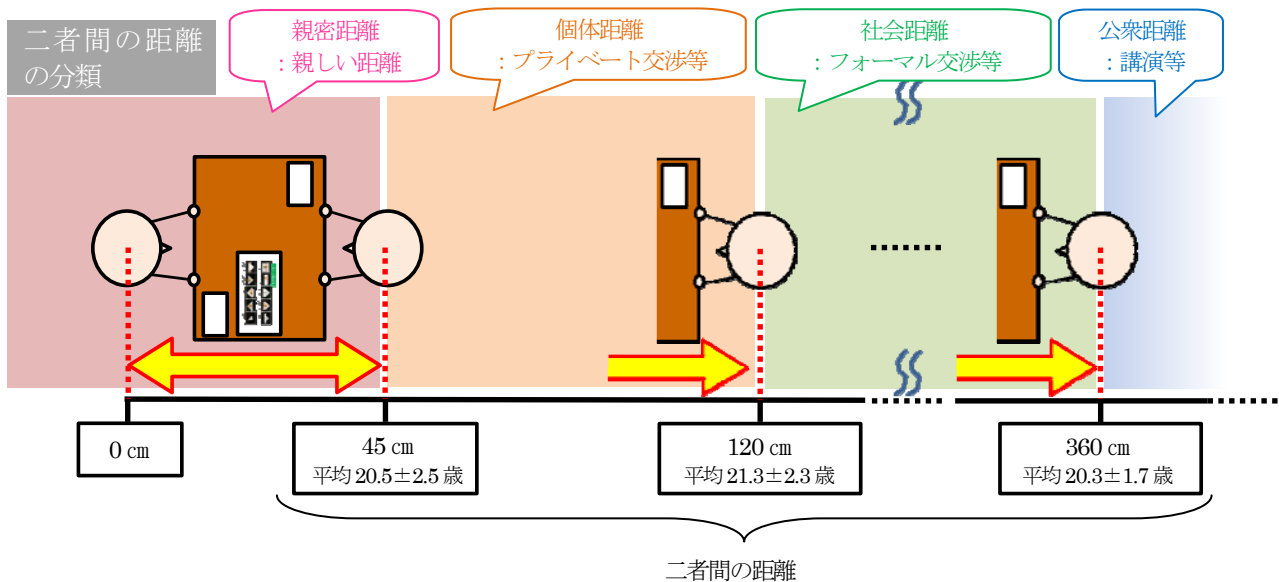 二者間の距離
の分類
親密距離
：親しい距離
個体距離
：プライベート交渉等
社会距離
：フォーマル交渉等
公衆距離
：講演等
0 ㎝
45 ㎝
平均 20.5±2.5 歳
120 ㎝
平均 21.3±2.3 歳
360 ㎝
平均 20.3±1.7 歳
二者間の距離